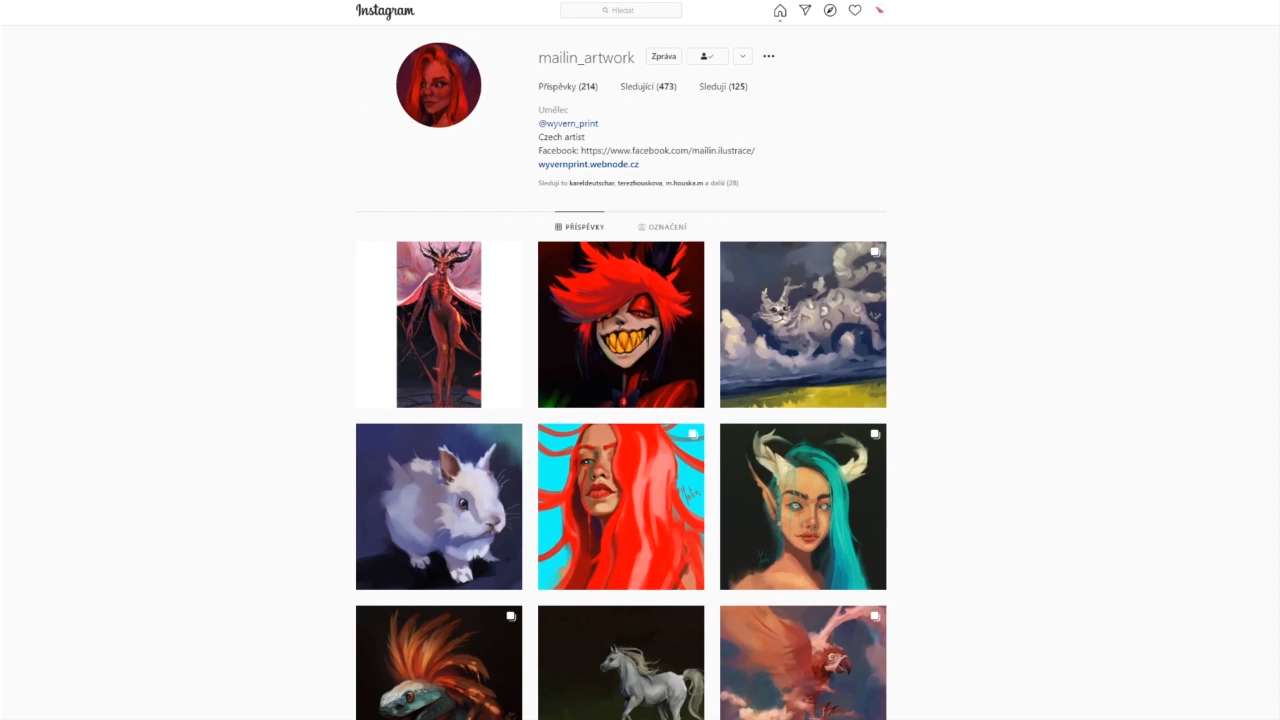 Instagram
Hledat
mailin_artwork
Zpráva
Příspěvky (214) Sledující (473) Sleduji (125)
Umělec
@wyvern_print
Czech artist
Facebook: https://www.facebook.com/mailin.ilustrace/
wyvernprint.webnode.cz
Sledují to kareldeutschar, terezhouskova, m.houska.m a další (28)
PŘÍSPĚVKY OZNAČENÍ